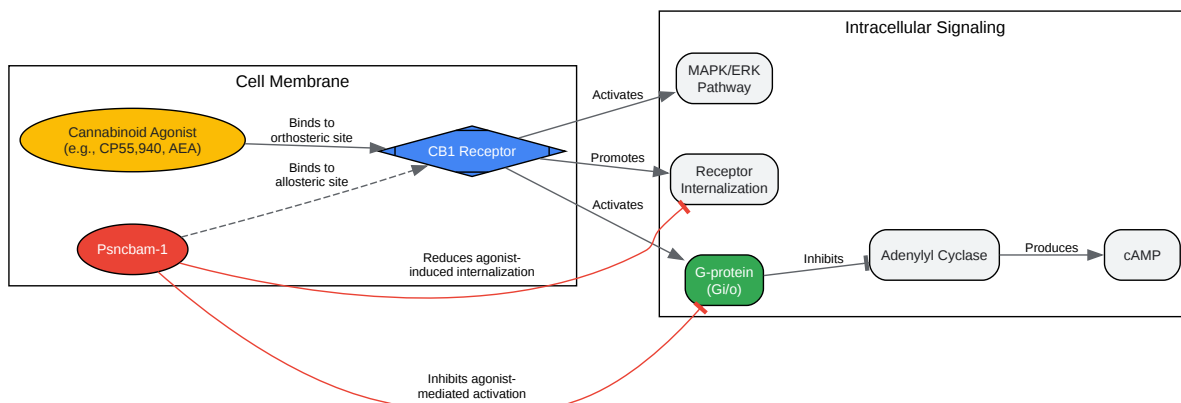 Intracellular Signaling
Cell Membrane
MAPK/ERK
Pathway
Activates
Cannabinoid Agonist
(e.g., CP55,940, AEA)
Binds to
orthosteric site
CB1 Receptor
Promotes
Receptor
Internalization
Binds to
allosteric site
Activates
Psncbam-1
Reduces agonist-
induced internalization
G-protein
(Gi/o)
Inhibits
Adenylyl Cyclase
Produces
cAMP
Inhibits agonist-
mediated activation